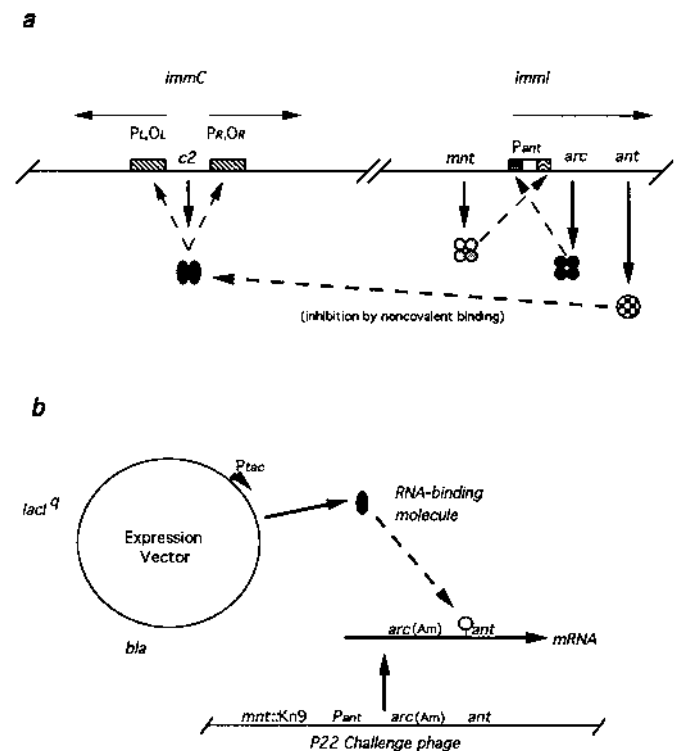 a
immC immI
PL,OL PR,OR
c2
mnt Pant arc ant
(inhibition by noncovalent binding)
b
Ptac
lacI q
Expression
Vector
bla
RNA-binding
molecule
arc(Am) ant
mRNA
mnt::Kn9 Pant arc(Am) ant
P22 Challenge phage